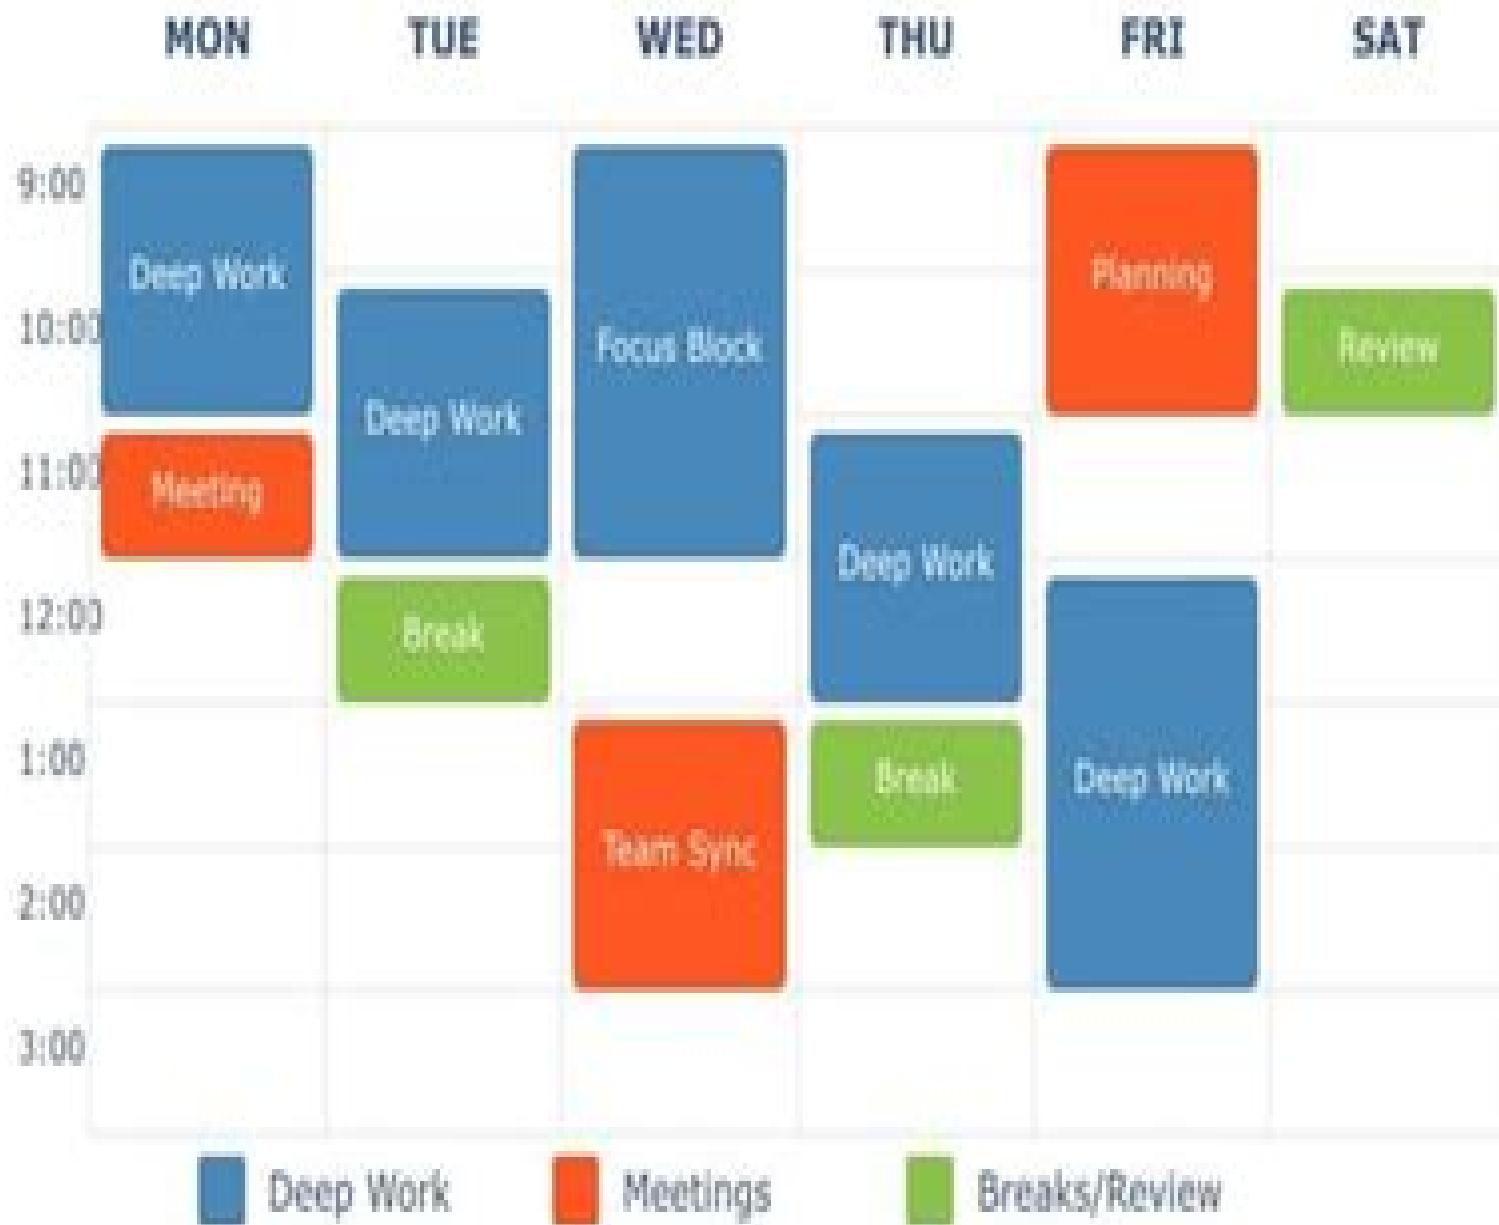 MON TUE WED THU FRI SAT
9:00
Deep Work Planning
10:00 Focus Block Review
Deep Work
11:00 Meeting
Deep Work
12:00 Break
1:00 Break Deep Work
Team Sync
2:00
3:00
Deep Work Meetings Breaks/Review